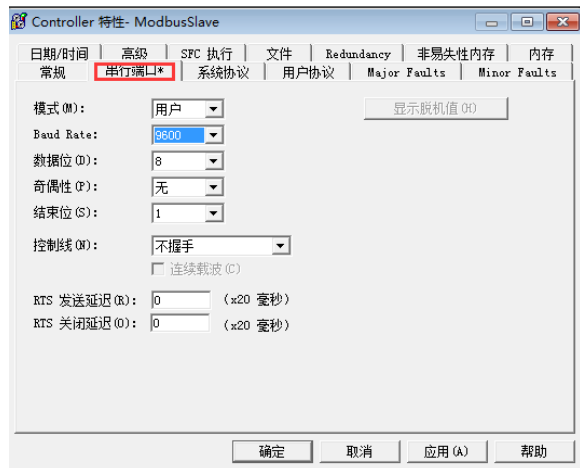 Controller 特性- ModbusSlave
日期/时间 高级 SFC 执行 文件 Redundancy 非易失性内存 内存
常规 串行端口* 系统协议 用户协议 Major Faults Minor Faults
模式(M): 用户 显示脱机值(H)
Baud Rate: 9600
数据位(D): 8
奇偶性(P): 无
结束位(S): 1
控制线(N): 不握手
连续载波(C)
RTS 发送延迟(R): 0 (x20 毫秒)
RTS 关闭延迟(O): 0 (x20 毫秒)
确定 取消 应用(A) 帮助